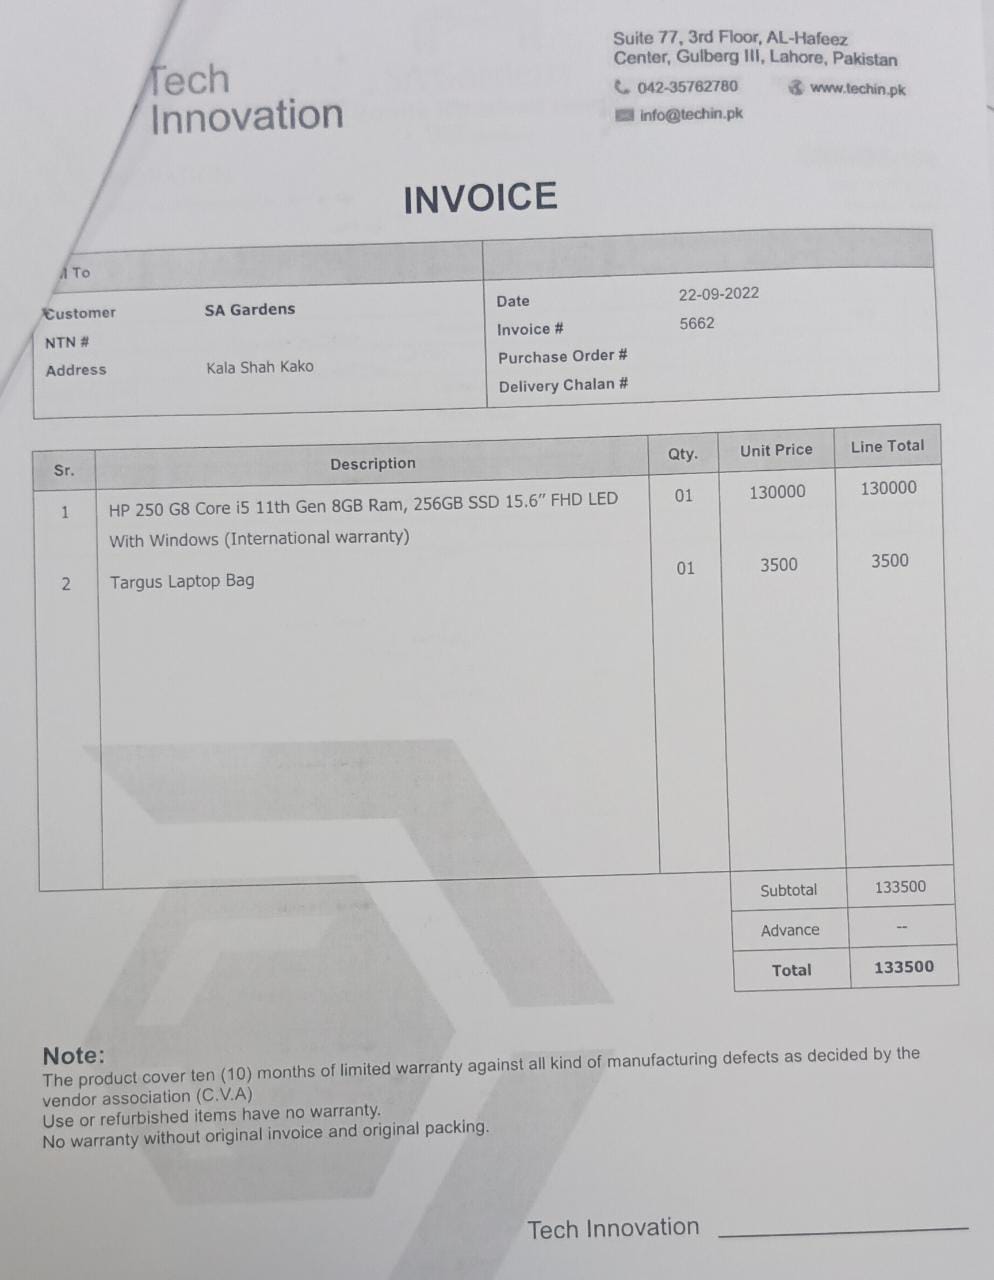 Tech
Innovation
Suite 77, 3rd Floor, AL-Hafeez
Center, Gulberg III, Lahore, Pakistan
042-35762780 www.techin.pk
info@techin.pk
INVOICE
To
Customer SA Gardens
NTN #
Address Kala Shah Kako
Date 22-09-2022
Invoice # 5662
Purchase Order #
Delivery Chalan #
Sr. Description Qty. Unit Price Line Total
1 HP 250 G8 Core i5 11th Gen 8GB Ram, 256GB SSD 15.6” FHD LED 01 130000 130000
With Windows (International warranty)
2 Targus Laptop Bag 01 3500 3500
Subtotal 133500
Advance --
Total 133500
Note:
The product cover ten (10) months of limited warranty against all kind of manufacturing defects as decided by the
vendor association (C.V.A)
Use or refurbished items have no warranty.
No warranty without original invoice and original packing.
Tech Innovation